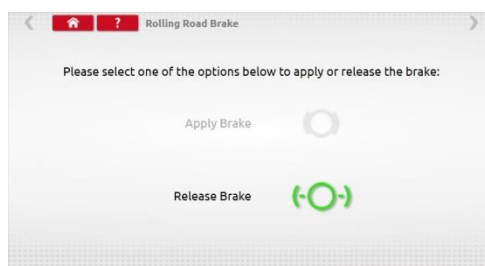 ? Rolling Road Brake
Please select one of the options below to apply or release the brake:
Apply Brake
Release Brake